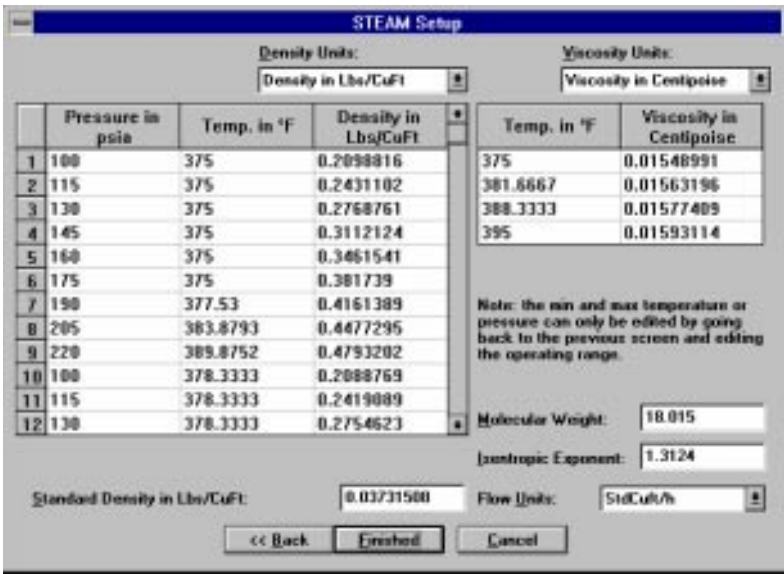 STEAM Setup
Density Units:
Density in Lbs/CuFt
Viscosity Units:
Viscosity in Centipoise
Pressure in psia Temp. in °F Density in Lbs/CuFt
1 100 375 0.2098816
2 115 375 0.2431102
3 130 375 0.2768761
4 145 375 0.3112124
5 160 375 0.3461541
6 175 375 0.381739
7 190 377.53 0.4161389
8 205 383.8793 0.4477295
9 220 389.8752 0.4793202
10 100 378.3333 0.2088769
11 115 378.3333 0.2419089
12 130 378.3333 0.2754623
Temp. in °F Viscosity in Centipoise
375 0.01548991
381.6667 0.01563196
388.3333 0.01577409
395 0.01593114
Note: the min and max temperature or
pressure can only be edited by going
back to the previous screen and editing
the operating range.
Molecular Weight: 18.015
Isentropic Exponent: 1.3124
Standard Density in Lbs/CuFt: 0.03731508
Flow Units: StdCuft/h
<< Back Finished Cancel